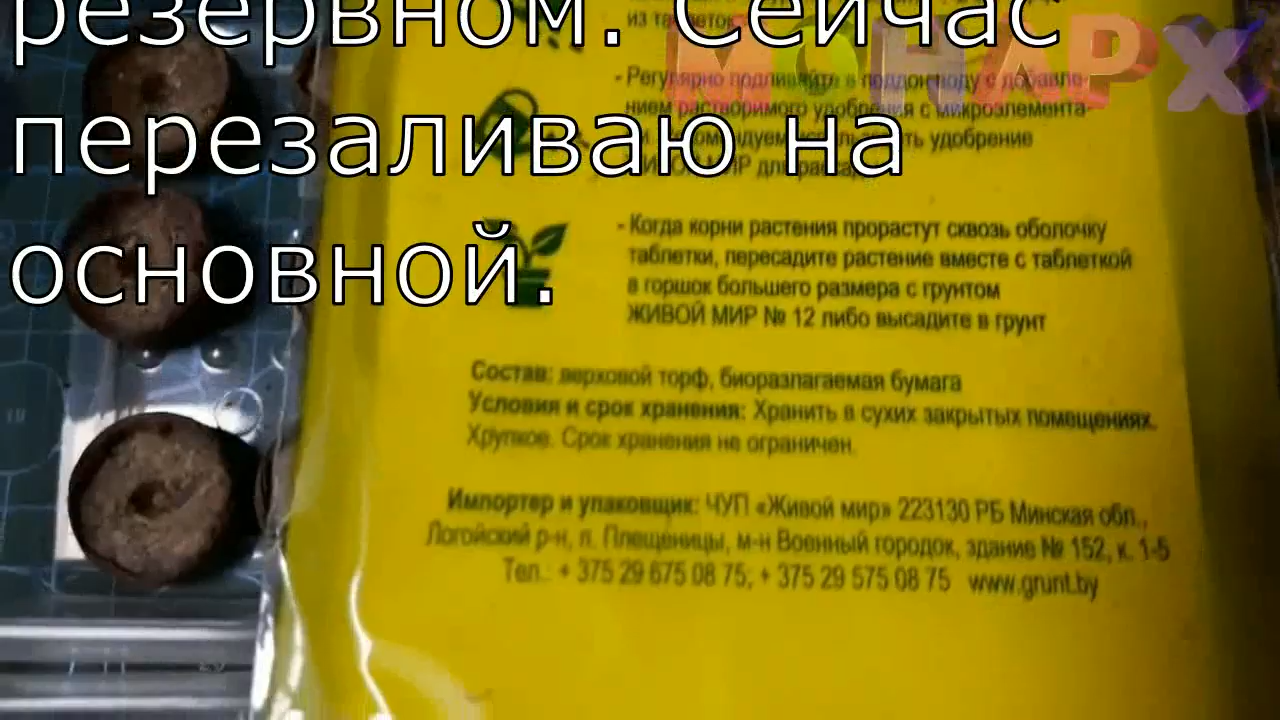 резервном. Сейчас
перезаливаю на
основной.
МОНАРХ
из таблеток
- Регулярно подливайте в поддон воду с добавле-
нием растворимого удобрения с микроэлемента-
удобрение
- Когда корни растения прорастут сквозь оболочку
таблетки, пересадите растение вместе с таблеткой
в горшок большего размера с грунтом
ЖИВОЙ МИР № 12 либо высадите в грунт
Состав: верховой торф, биоразлагаемая бумага
Условия и срок хранения: Хранить в сухих закрытых помещениях.
Хрупкое. Срок хранения не ограничен.
Импортер и упаковщик: ЧУП «Живой мир» 223130 РБ Минская обл.,
Логойский р-н, п. Плещеницы, м-н Военный городок, здание № 152, к. 1-5
Тел.: + 375 29 675 08 75; + 375 29 575 08 75 www.grunt.by